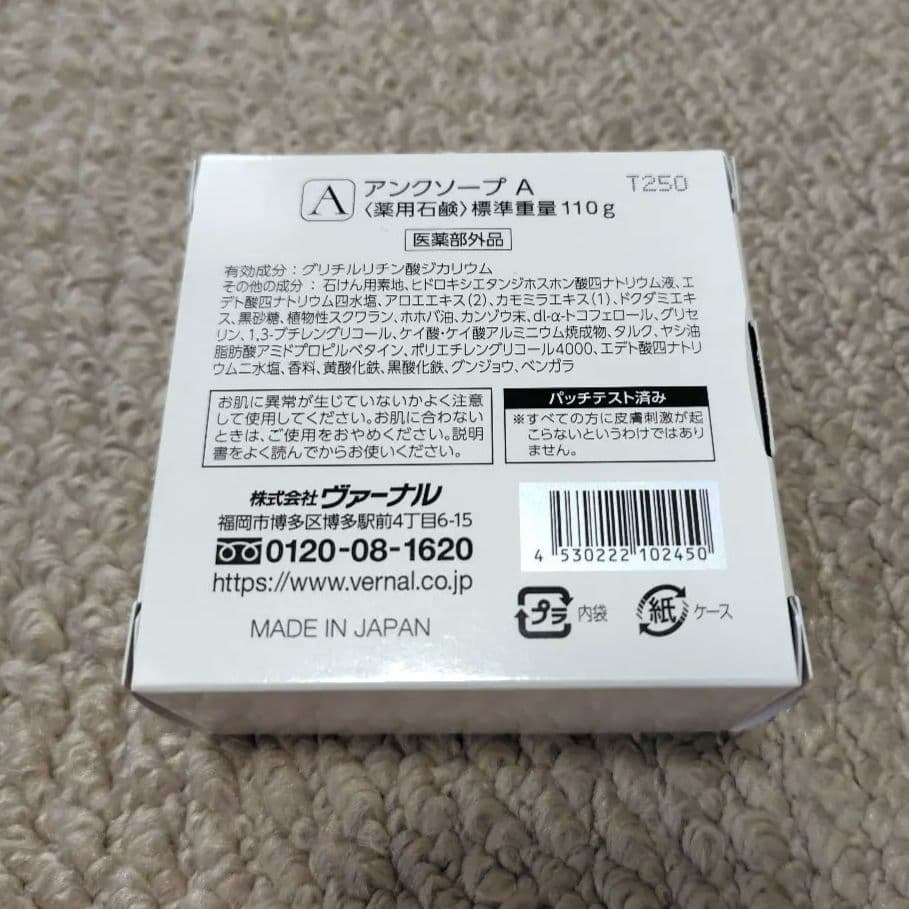 A アンクソープ A
T250
〈薬用石鹸〉標準重量110g
医薬部外品
有効成分：グリチルリチン酸ジカリウム
その他の成分：石けん用素地、ヒドロキシエタンジホスホン酸四ナトリウム液、エ
デト酸四ナトリウム四水塩、アロエエキス(2)、カモミラエキス(1)、ドクダミエキ
ス、黒砂糖、植物性スクワラン、ホホバ油、カンゾウ末、dl-α-トコフェロール、グリセ
リン、1,3-ブチレングリコール、ケイ酸・ケイ酸アルミニウム焼成物、タルク、ヤシ油
脂肪酸アミドプロピルベタイン、ポリエチレングリコール4000、エデト酸四ナトリ
ウム二水塩、香料、黄酸化鉄、黒酸化鉄、グンジョウ、ベンガラ
お肌に異常が生じていないかよく注意
して使用してください。お肌に合わない
ときは、ご使用をおやめください。説明
書をよく読んでからお使いください。
パッチテスト済み
※すべての方に皮膚刺激が起
こらないというわけではあり
ません。
株式会社 ヴァーナル
福岡市博多区博多駅前4丁目6-15
0120-08-1620
https://www.vernal.co.jp
MADE IN JAPAN
4 530222 102450
プラ 内袋
紙 ケース